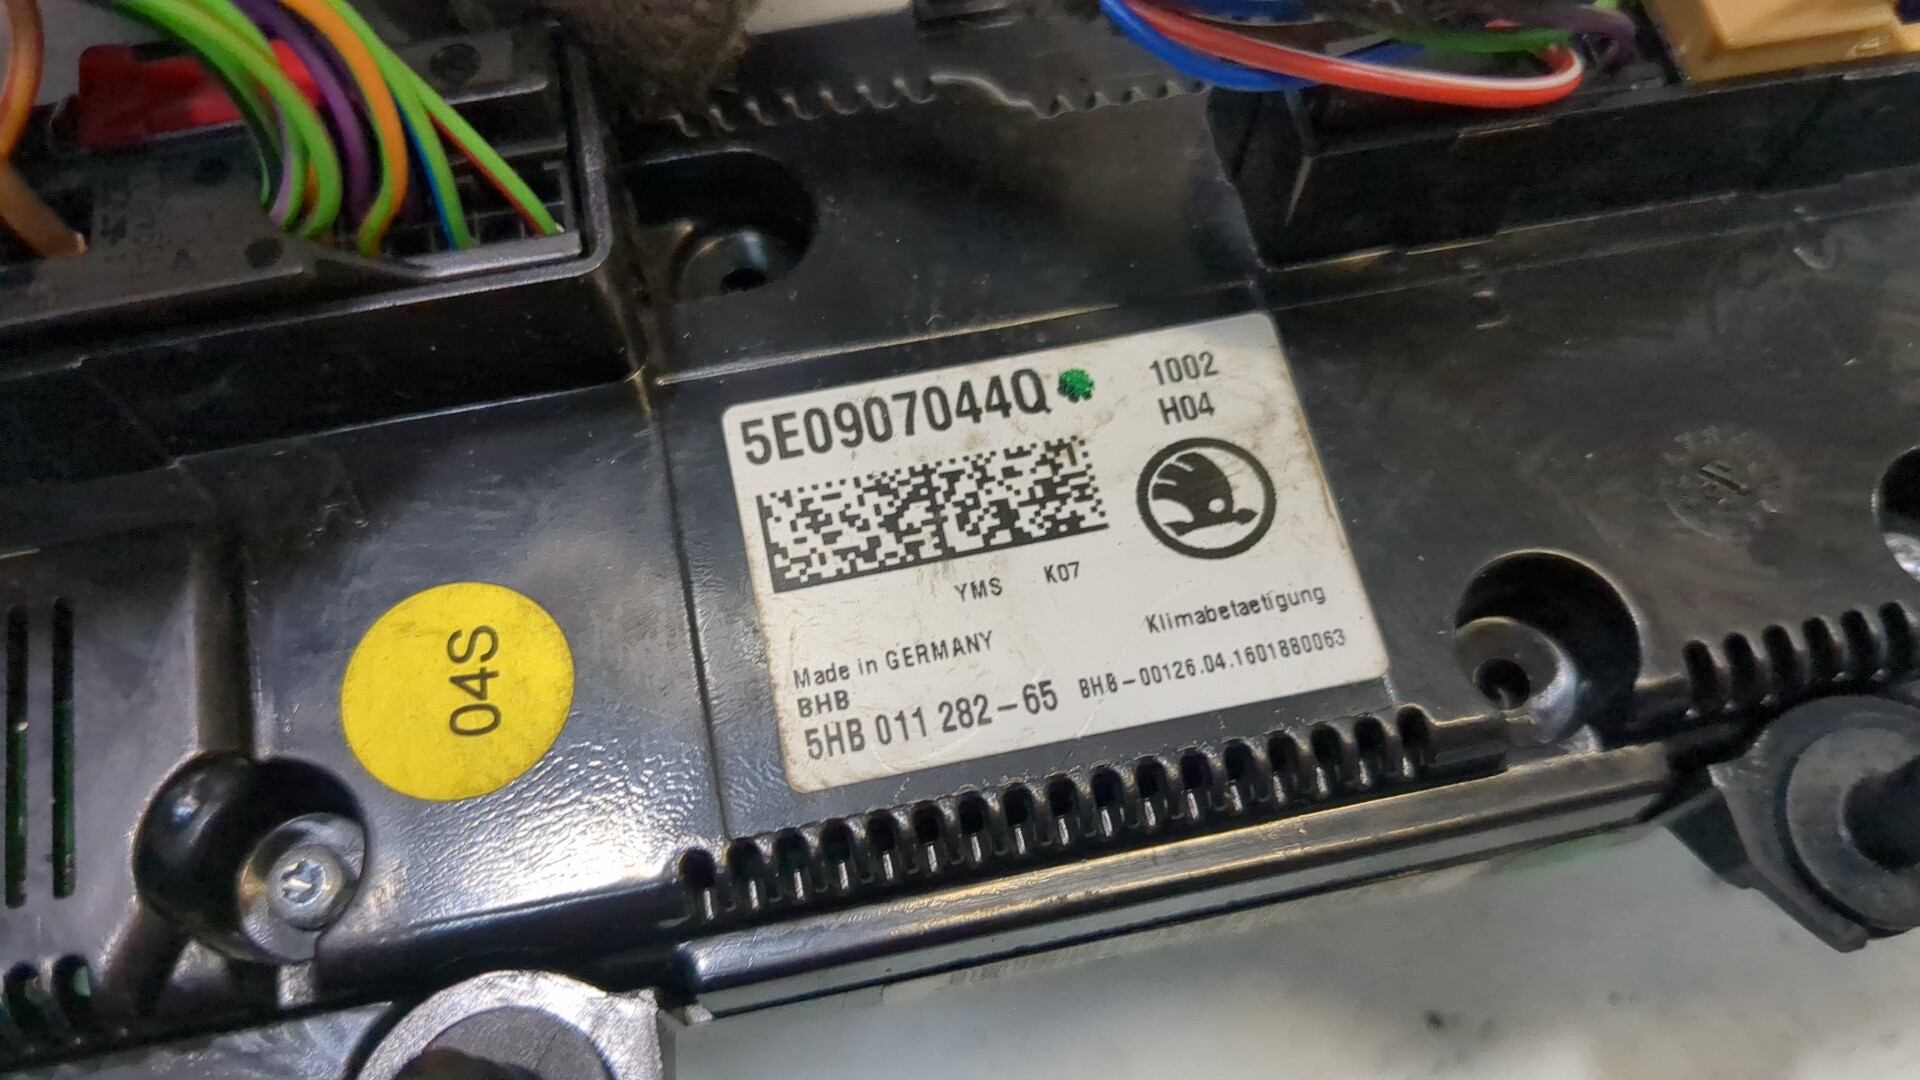 5E0907044Q
1002
H04
YMS K07
Klimabetaetigung
Made in GERMANY
BHB
5HB 011 282-65
BHB-00126.04.1601880063
04S